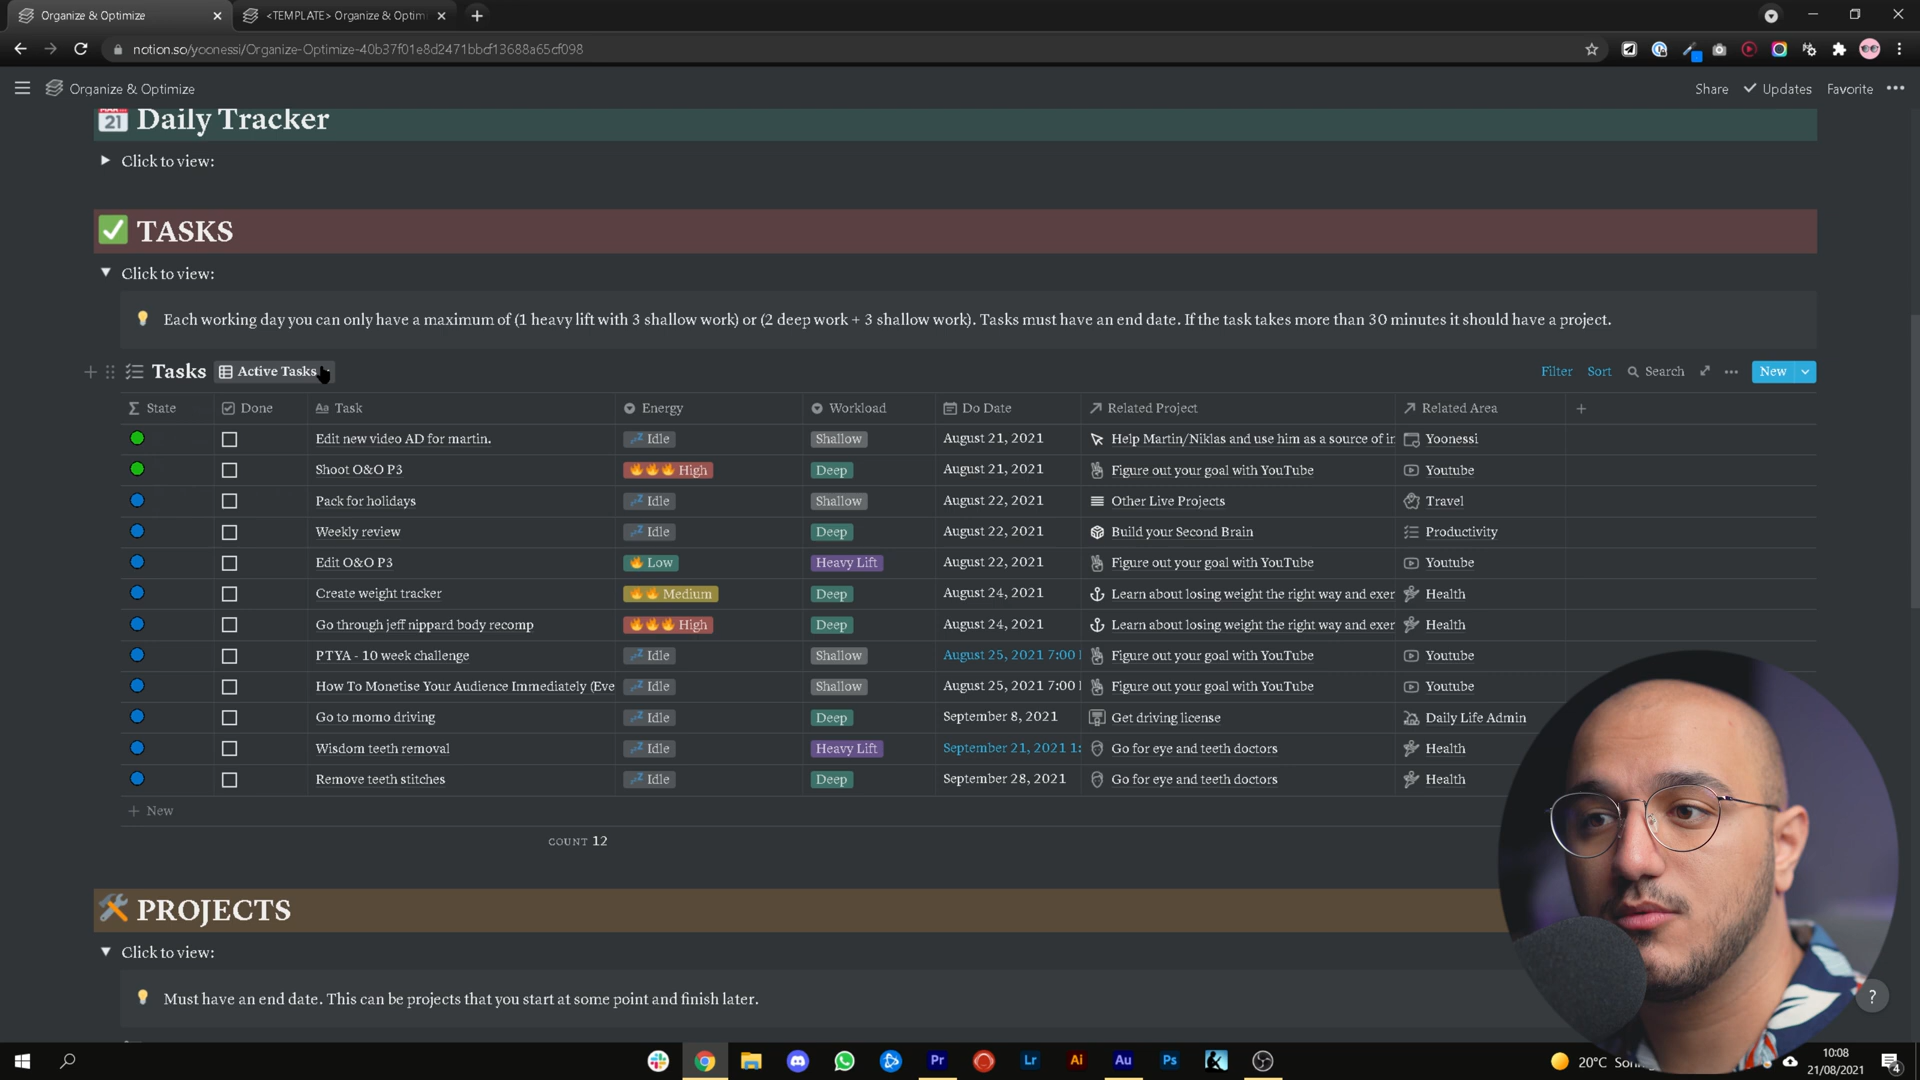 Organize & Optimize
<TEMPLATE> Organize & Optim
notion.so/yoonessi/Organize-Optimize-40b37f01e8d2471bbcf13688a65cf098
Organize & Optimize
Share Updates Favorite
21 Daily Tracker
Click to view:
TASKS
Click to view:
Each working day you can only have a maximum of (1 heavy lift with 3 shallow work) or (2 deep work + 3 shallow work). Tasks must have an end date. If the task takes more than 30 minutes it should have a project.
Tasks Active Tasks Filter Sort Search New
State Done Aa Task Energy Workload Do Date Related Project Related Area
Edit new video AD for martin. Idle Shallow August 21, 2021 Help Martin/Niklas and use him as a source of in Yoonessi
Shoot O&O P3 High Deep August 21, 2021 Figure out your goal with YouTube Youtube
Pack for holidays Idle Shallow August 22, 2021 Other Live Projects Travel
Weekly review Idle Deep August 22, 2021 Build your Second Brain Productivity
Edit O&O P3 Low Heavy Lift August 22, 2021 Figure out your goal with YouTube Youtube
Create weight tracker Medium Deep August 24, 2021 Learn about losing weight the right way and exer Health
Go through jeff nippard body recomp High Deep August 24, 2021 Learn about losing weight the right way and exer Health
PTYA - 10 week challenge Idle Shallow August 25, 2021 7:00 Figure out your goal with YouTube Youtube
How To Monetise Your Audience Immediately (Eve Idle Shallow August 25, 2021 7:00 Figure out your goal with YouTube Youtube
Go to momo driving Idle Deep September 8, 2021 Get driving license Daily Life Admin
Wisdom teeth removal Idle Heavy Lift September 21, 2021 1: Go for eye and teeth doctors Health
Remove teeth stitches Idle Deep September 28, 2021 Go for eye and teeth doctors Health
New
COUNT 12
PROJECTS
Click to view:
Must have an end date. This can be projects that you start at some point and finish later.
?
Pr Lr Ai Au Ps
20°C
10:08
21/08/2021
4